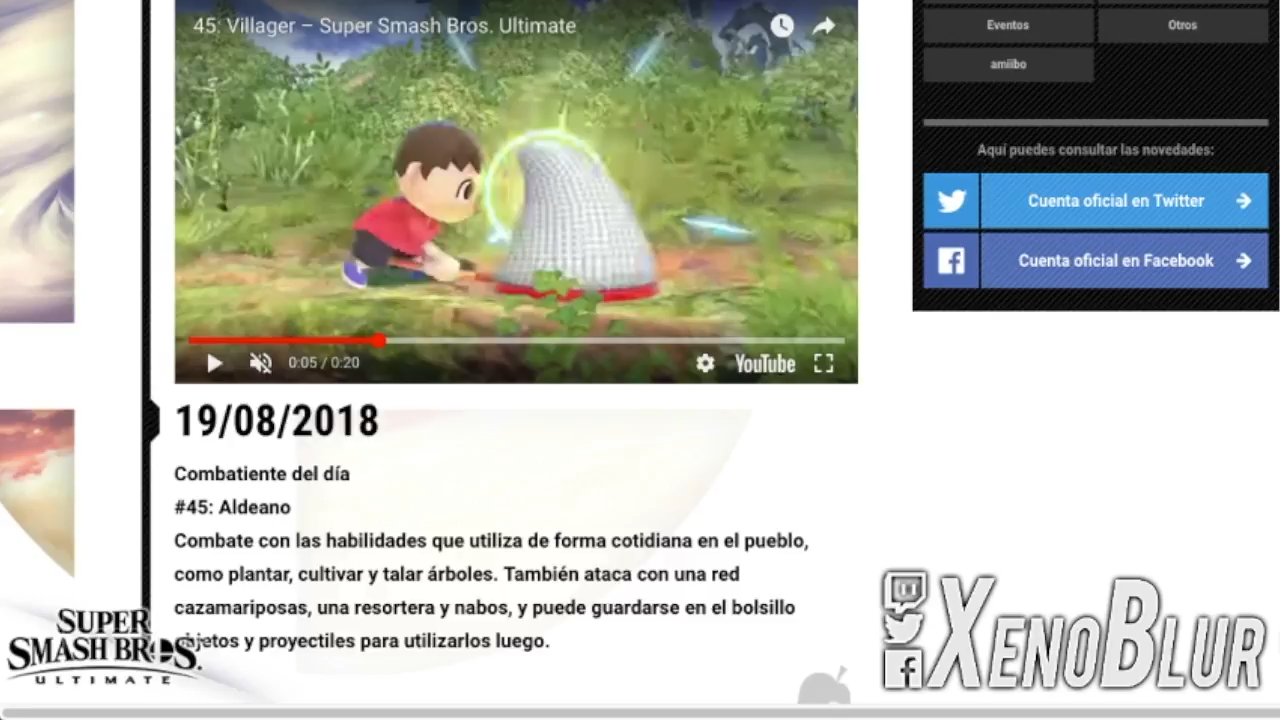 45: Villager – Super Smash Bros. Ultimate
0:05 / 0:20
YouTube
Eventos
Otros
amiibo
Aquí puedes consultar las novedades:
Cuenta oficial en Twitter
Cuenta oficial en Facebook
19/08/2018
Combatiente del día
#45: Aldeano
Combate con las habilidades que utiliza de forma cotidiana en el pueblo,
como plantar, cultivar y talar árboles. También ataca con una red
cazamariposas, una resortera y nabos, y puede guardarse en el bolsillo
objetos y proyectiles para utilizarlos luego.
SUPER
SMASH BROS.
ULTIMATE
XENOBLUR